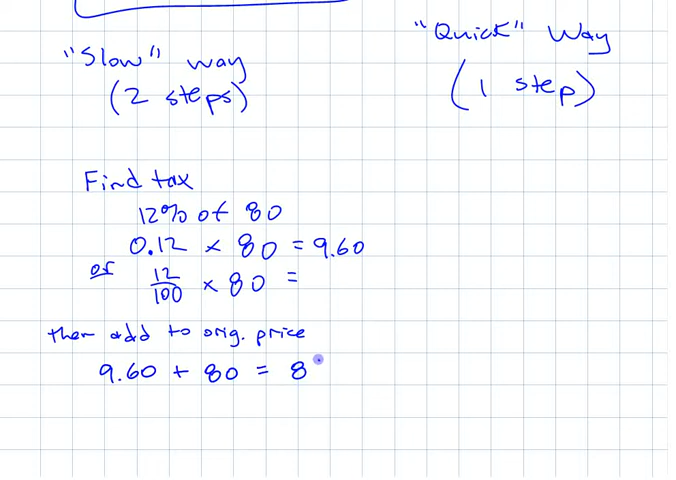 "Slow" way
(2 steps)
"Quick" Way
(1 step)
Find tax
12% of 80
0.12 × 80 = 9.60
or 12/100 × 80 =
then add to orig. price
9.60 + 80 = 8